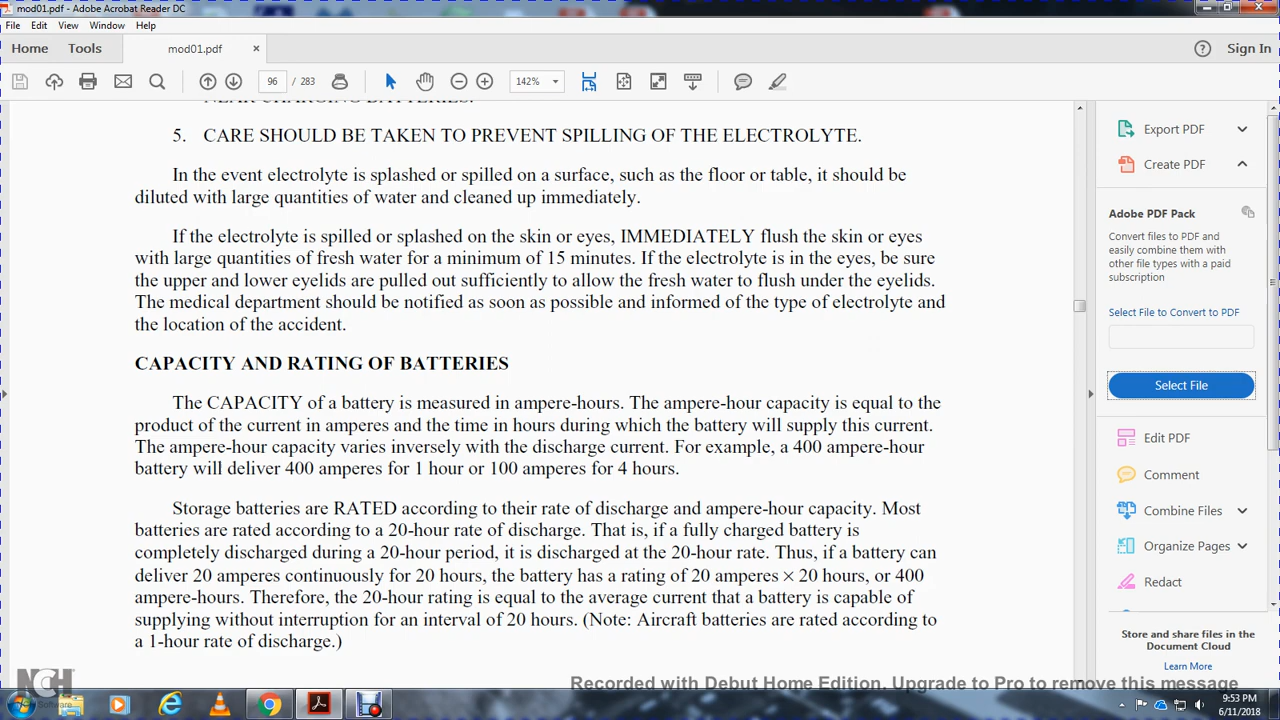 mod01.pdf - Adobe Acrobat Reader DC
File Edit View Window Help
Home Tools mod01.pdf × Sign In
96 / 283 142%
NEAR CHARGING BATTERIES.
5. CARE SHOULD BE TAKEN TO PREVENT SPILLING OF THE ELECTROLYTE.
In the event electrolyte is splashed or spilled on a surface, such as the floor or table, it should be
diluted with large quantities of water and cleaned up immediately.
If the electrolyte is spilled or splashed on the skin or eyes, IMMEDIATELY flush the skin or eyes
with large quantities of fresh water for a minimum of 15 minutes. If the electrolyte is in the eyes, be sure
the upper and lower eyelids are pulled out sufficiently to allow the fresh water to flush under the eyelids.
The medical department should be notified as soon as possible and informed of the type of electrolyte and
the location of the accident.
CAPACITY AND RATING OF BATTERIES
The CAPACITY of a battery is measured in ampere-hours. The ampere-hour capacity is equal to the
product of the current in amperes and the time in hours during which the battery will supply this current.
The ampere-hour capacity varies inversely with the discharge current. For example, a 400 ampere-hour
battery will deliver 400 amperes for 1 hour or 100 amperes for 4 hours.
Storage batteries are RATED according to their rate of discharge and ampere-hour capacity. Most
batteries are rated according to a 20-hour rate of discharge. That is, if a fully charged battery is
completely discharged during a 20-hour period, it is discharged at the 20-hour rate. Thus, if a battery can
deliver 20 amperes continuously for 20 hours, the battery has a rating of 20 amperes × 20 hours, or 400
ampere-hours. Therefore, the 20-hour rating is equal to the average current that a battery is capable of
supplying without interruption for an interval of 20 hours. (Note: Aircraft batteries are rated according to
a 1-hour rate of discharge.)
Export PDF
Create PDF
Adobe PDF Pack
Convert files to PDF and
easily combine them with
other file types with a paid
subscription
Select File to Convert to PDF
Select File
Edit PDF
Comment
Combine Files
Organize Pages
Redact
Store and share files in the
Document Cloud
Learn More
NCH
Software
Recorded with Debut Home Edition. Upgrade to Pro to remove this message
9:53 PM
6/11/2018